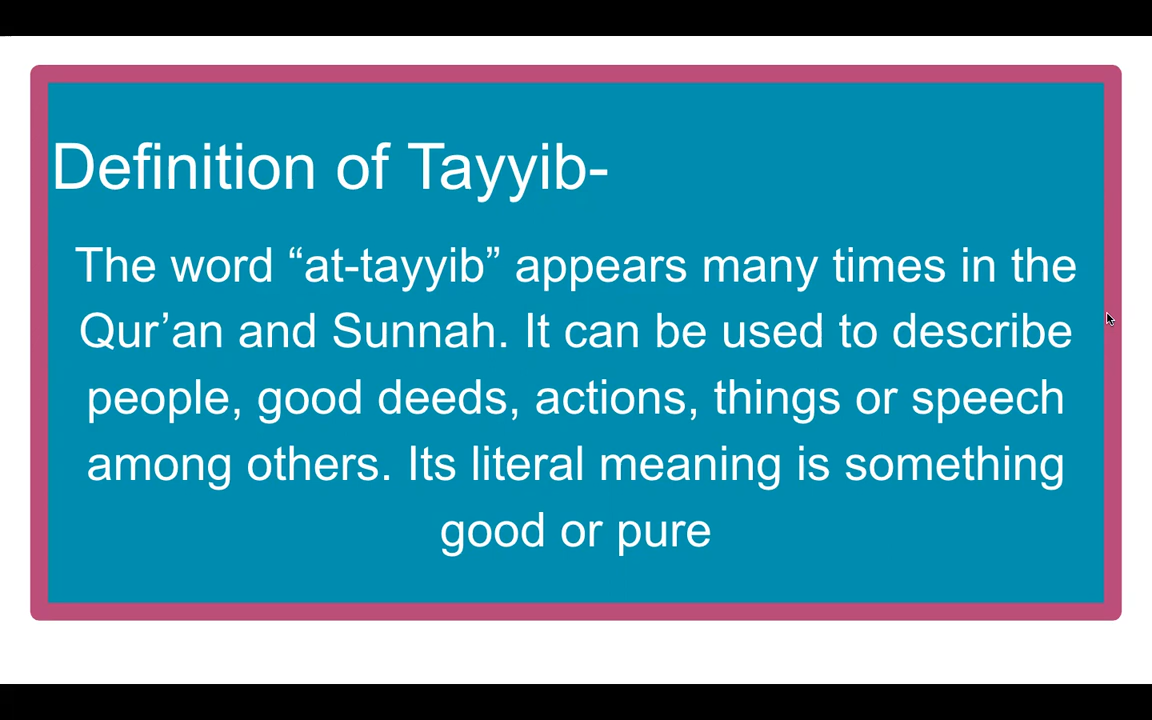 Definition of Tayyib-
The word “at-tayyib” appears many times in the
Qur’an and Sunnah. It can be used to describe
people, good deeds, actions, things or speech
among others. Its literal meaning is something
good or pure